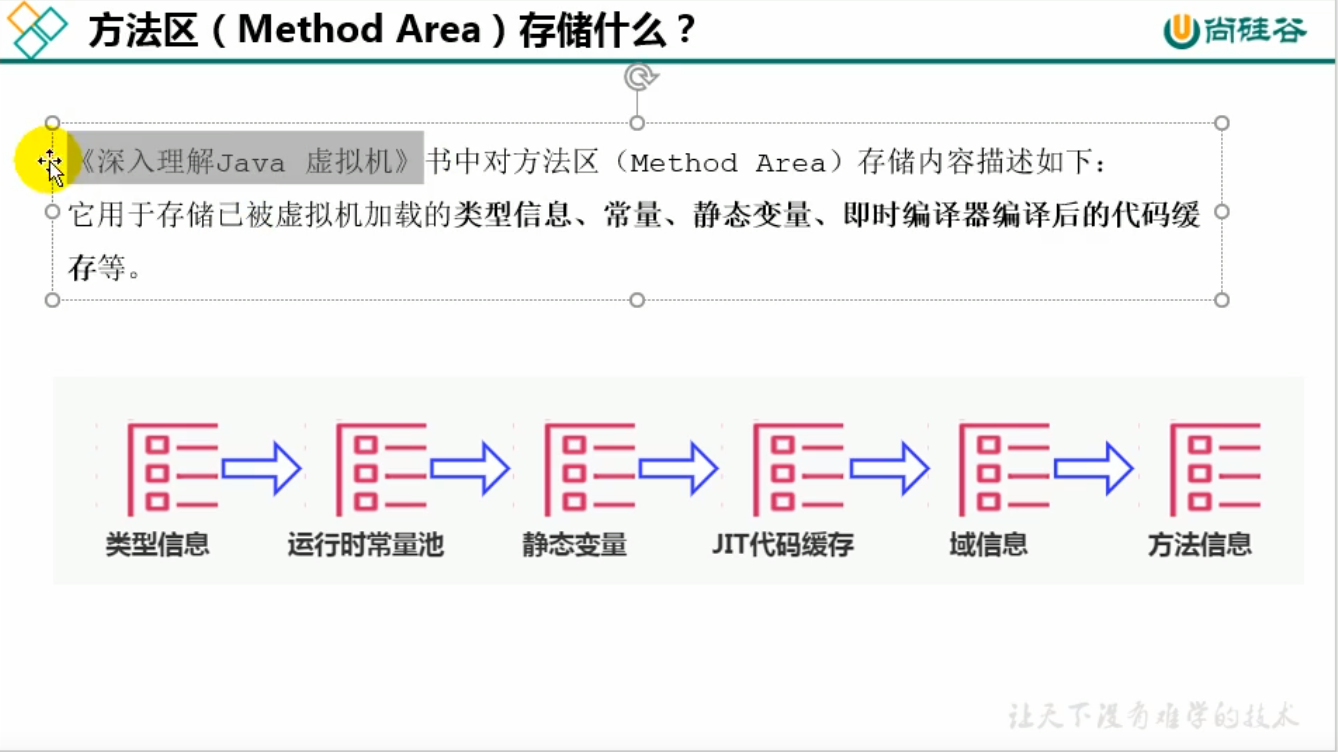 方法区（Method Area）存储什么？
尚硅谷
《深入理解Java 虚拟机》书中对方法区（Method Area）存储内容描述如下：
它用于存储已被虚拟机加载的类型信息、常量、静态变量、即时编译器编译后的代码缓
存等。
类型信息
运行时常量池
静态变量
JIT代码缓存
域信息
方法信息
让天下没有难学的技术